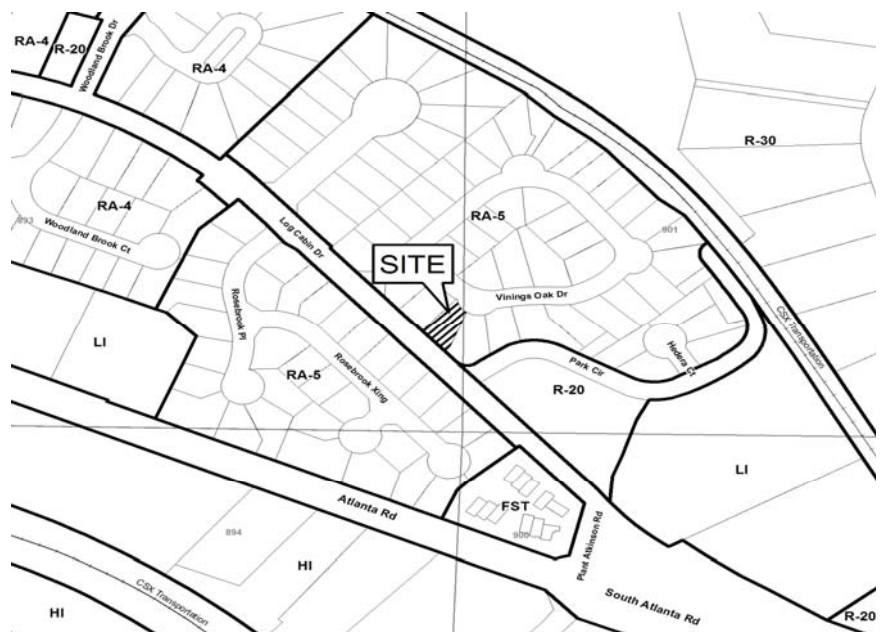 RA-4
R-20
Woodland Brook Dr
RA-4
R-30
RA-4
893
Woodland Brook Ct
Log Cabin Dr
RA-5
901
SITE
Vinings Oak Dr
CSX Transportation
Rosebrook Pl
LI
RA-5
Rosebrook Xing
Park Cir
Hedera Ct
R-20
LI
Atlanta Rd
FST
900
Plant Atkinson Rd
894
HI
CSX Transportation
HI
South Atlanta Rd
R-20